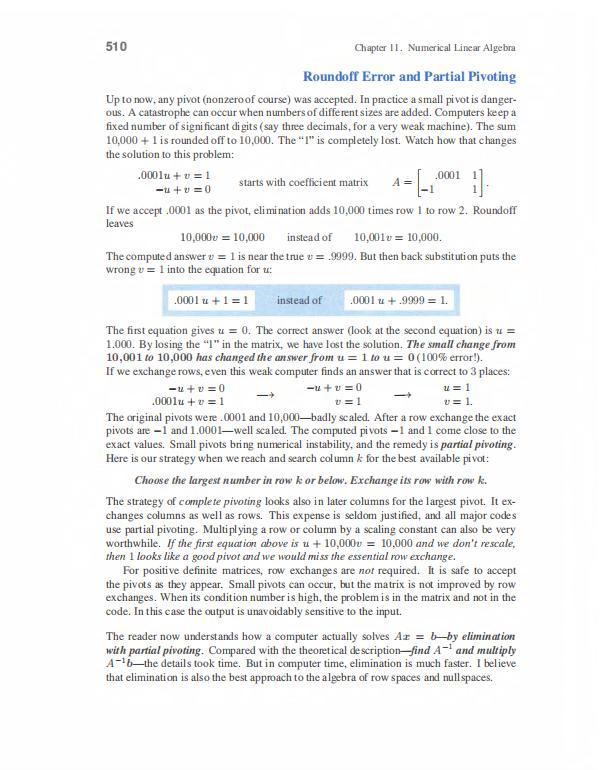 510
Chapter 11. Numerical Linear Algebra
Roundoff Error and Partial Pivoting
Up to now, any pivot (nonzero of course) was accepted. In practice a small pivot is danger-
ous. A catastrophe can occur when numbers of different sizes are added. Computers keep a
fixed number of significant digits (say three decimals, for a very weak machine). The sum
10,000 + 1 is rounded off to 10,000. The “1” is completely lost. Watch how that changes
the solution to this problem:
.0001u + v = 1
−u + v = 0
starts with coefficient matrix
A = [ .0001 1
−1 1 ].
If we accept .0001 as the pivot, elimination adds 10,000 times row 1 to row 2. Roundoff
leaves
10,000v = 10,000 instead of 10,001v = 10,000.
The computed answer v = 1 is near the true v = .9999. But then back substitution puts the
wrong v = 1 into the equation for u:
.0001 u + 1 = 1 instead of .0001 u + .9999 = 1.
The first equation gives u = 0. The correct answer (look at the second equation) is u =
1.000. By losing the “1” in the matrix, we have lost the solution. The small change from
10,001 to 10,000 has changed the answer from u = 1 to u = 0 (100% error!).
If we exchange rows, even this weak computer finds an answer that is correct to 3 places:
−u + v = 0 −u + v = 0 u = 1
→ →
.0001u + v = 1 v = 1 v = 1.
The original pivots were .0001 and 10,000—badly scaled. After a row exchange the exact
pivots are −1 and 1.0001—well scaled. The computed pivots −1 and 1 come close to the
exact values. Small pivots bring numerical instability, and the remedy is partial pivoting.
Here is our strategy when we reach and search column k for the best available pivot:
Choose the largest number in row k or below. Exchange its row with row k.
The strategy of complete pivoting looks also in later columns for the largest pivot. It ex-
changes columns as well as rows. This expense is seldom justified, and all major codes
use partial pivoting. Multiplying a row or column by a scaling constant can also be very
worthwhile. If the first equation above is u + 10,000v = 10,000 and we don't rescale,
then 1 looks like a good pivot and we would miss the essential row exchange.
For positive definite matrices, row exchanges are not required. It is safe to accept
the pivots as they appear. Small pivots can occur, but the matrix is not improved by row
exchanges. When its condition number is high, the problem is in the matrix and not in the
code. In this case the output is unavoidably sensitive to the input.
The reader now understands how a computer actually solves Ax = b—by elimination
with partial pivoting. Compared with the theoretical description—find A⁻¹ and multiply
A⁻¹b—the details took time. But in computer time, elimination is much faster. I believe
that elimination is also the best approach to the algebra of row spaces and nullspaces.